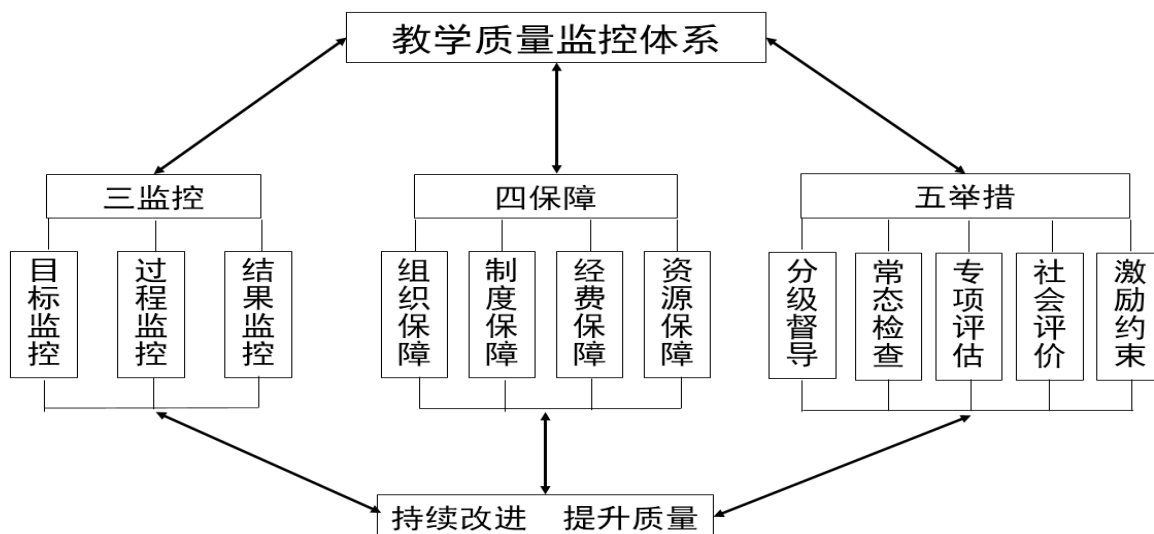 教学质量监控体系
三监控
四保障
五举措
目标监控
过程监控
结果监控
组织保障
制度保障
经费保障
资源保障
分级督导
常态检查
专项评估
社会评价
激励约束
持续改进 提升质量